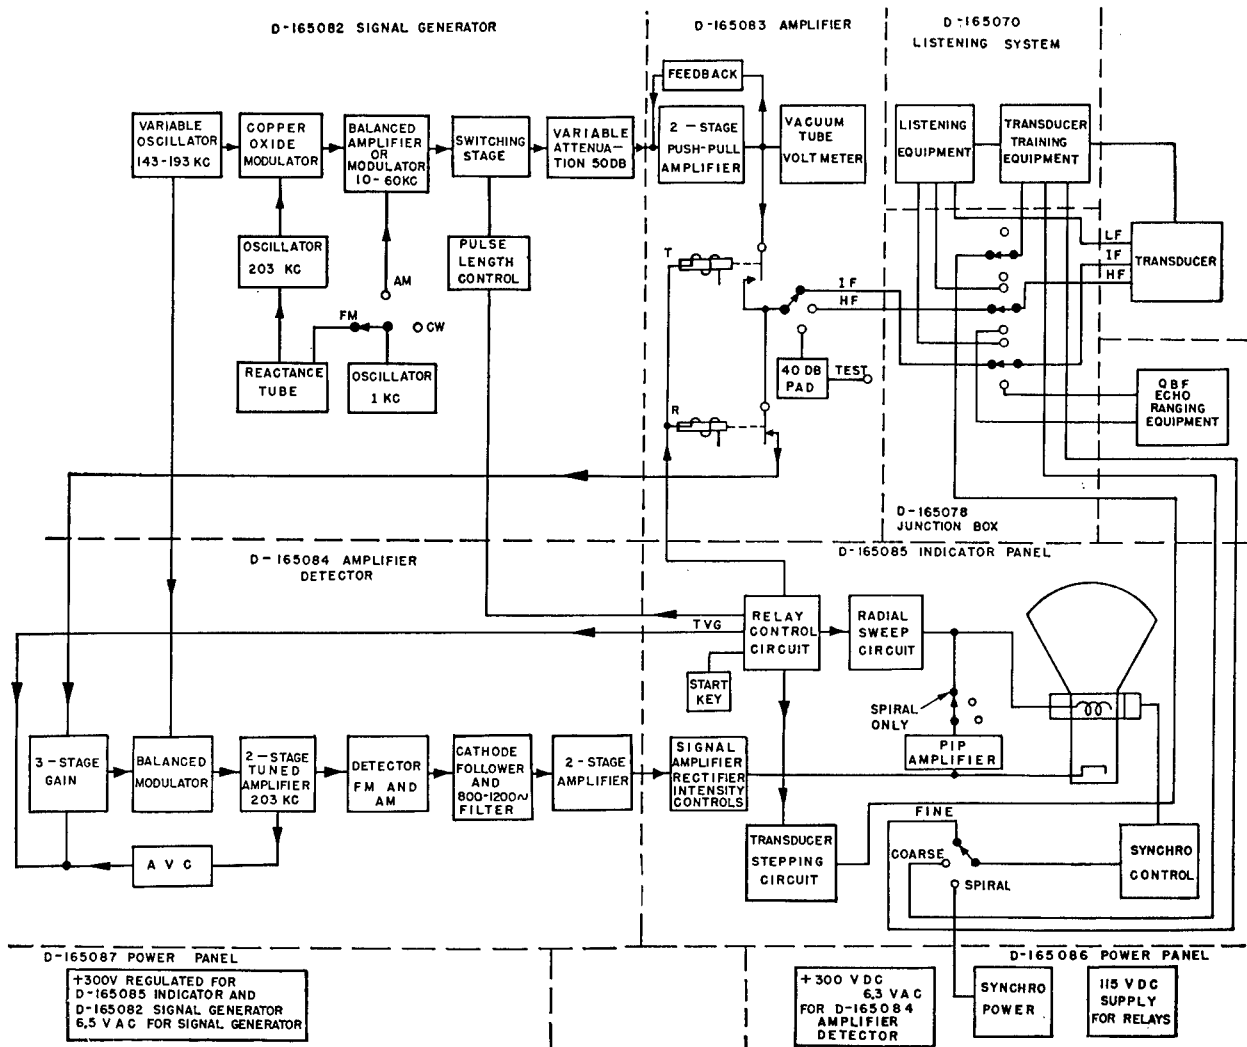 D-165082 SIGNAL GENERATOR
D-165083 AMPLIFIER
D-165070
LISTENING SYSTEM
FEEDBACK
VARIABLE
OSCILLATOR
143-193 KC
COPPER
OXIDE
MODULATOR
BALANCED
AMPLIFIER
OR
MODULATOR
10-60KC
SWITCHING
STAGE
VARIABLE
ATTENUA-
TION 50DB
2-STAGE
PUSH-PULL
AMPLIFIER
VACUUM
TUBE
VOLTMETER
LISTENING
EQUIPMENT
TRANSDUCER
TRAINING
EQUIPMENT
OSCILLATOR
203 KC
PULSE
LENGTH
CONTROL
T
LF
IF
HF
TRANSDUCER
AM
IF
HF
FM
CW
REACTANCE
TUBE
OSCILLATOR
1 KC
40 DB
PAD
TEST
QBF
ECHO
RANGING
EQUIPMENT
R
D-165078
JUNCTION BOX
D-165084 AMPLIFIER
DETECTOR
D-165085 INDICATOR PANEL
TVG
RELAY
CONTROL
CIRCUIT
RADIAL
SWEEP
CIRCUIT
START
KEY
SPIRAL
ONLY
3-STAGE
GAIN
BALANCED
MODULATOR
2-STAGE
TUNED
AMPLIFIER
203 KC
DETECTOR
FM AND
AM
CATHODE
FOLLOWER
AND
800-1200~
FILTER
2-STAGE
AMPLIFIER
SIGNAL
AMPLIFIER
RECTIFIER
INTENSITY
CONTROLS
PIP
AMPLIFIER
AVC
TRANSDUCER
STEPPING
CIRCUIT
FINE
COARSE
SPIRAL
SYNCHRO
CONTROL
D-165087 POWER PANEL
+300V REGULATED FOR
D-165085 INDICATOR AND
D-165082 SIGNAL GENERATOR
6.5 VAC FOR SIGNAL GENERATOR
D-165086 POWER PANEL
+300 VDC
6.3 VAC
FOR D-165084
AMPLIFIER
DETECTOR
SYNCHRO
POWER
115 VDC
SUPPLY
FOR RELAYS